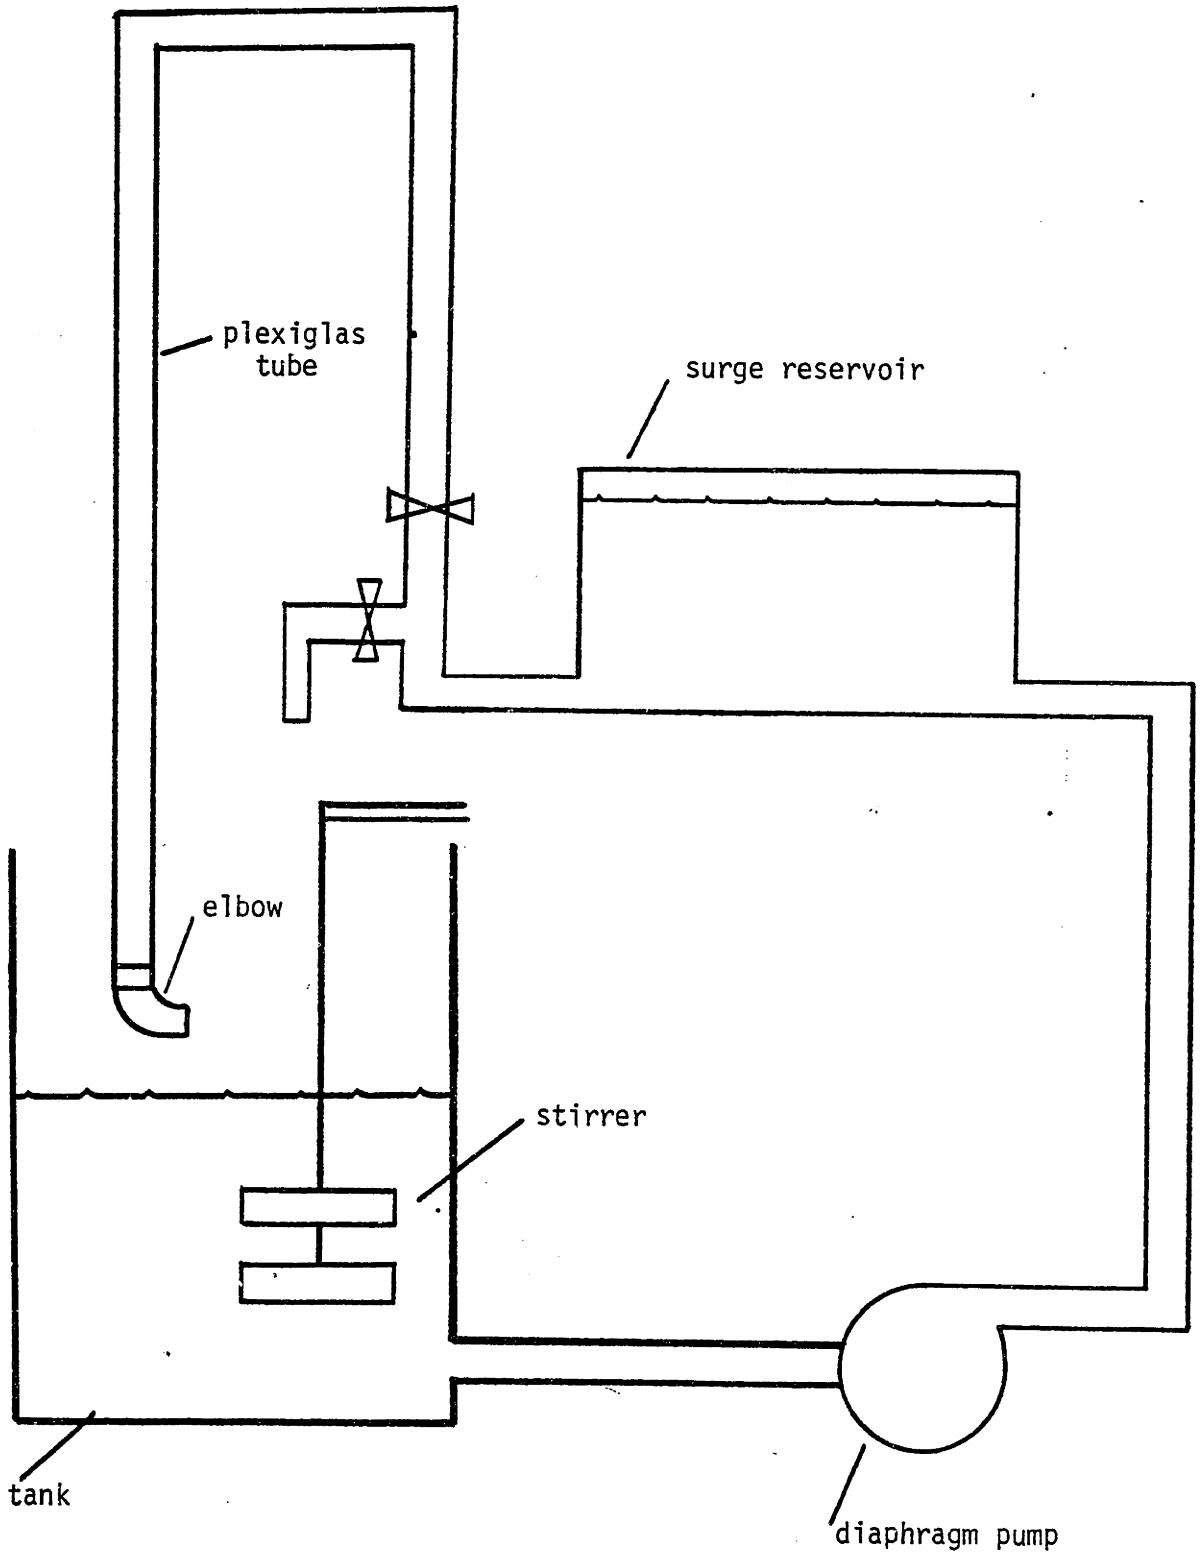 plexiglas
tube
surge reservoir
elbow
stirrer
tank
diaphragm pump